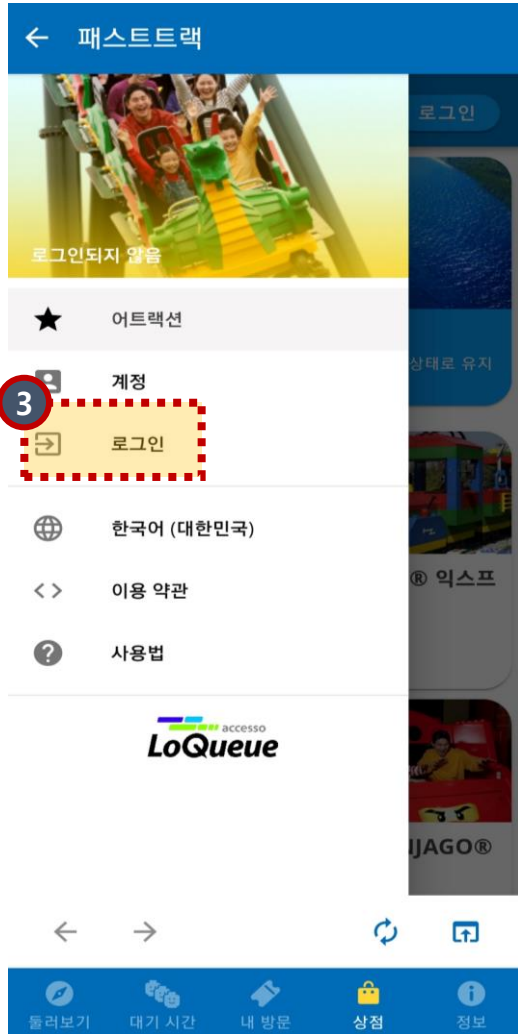 패스트트랙
로그인
로그인되지 않음
어트랙션
상태로 유지
계정
3
로그인
한국어 (대한민국)
® 익스프
이용 약관
사용법
accesso
LoQueue
JAGO®
둘러보기
대기 시간
내 방문
상점
정보